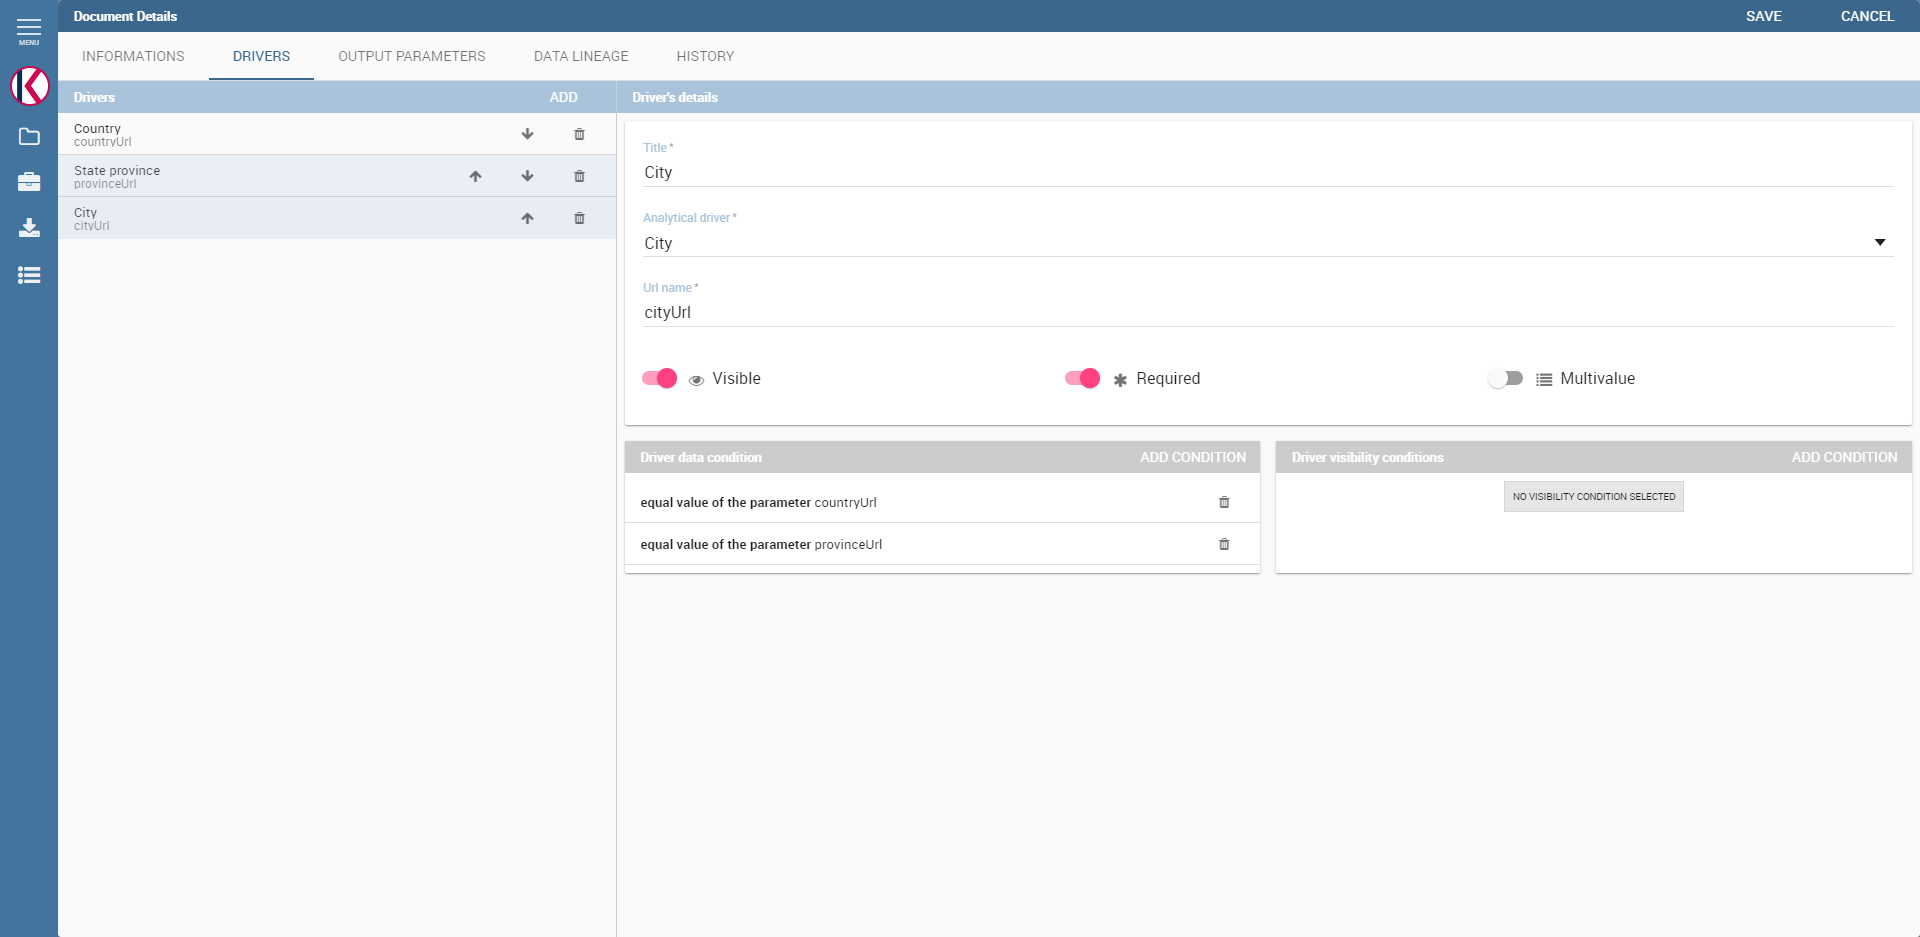 Document Details
SAVE
CANCEL
MENU
INFORMATIONS
DRIVERS
OUTPUT PARAMETERS
DATA LINEAGE
HISTORY
Drivers
ADD
Country
countryUrl
State province
provinceUrl
City
cityUrl
Driver's details
Title *
City
Analytical driver *
City
Url name *
cityUrl
Visible
Required
Multivalue
Driver data condition
ADD CONDITION
equal value of the parameter countryUrl
equal value of the parameter provinceUrl
Driver visibility conditions
ADD CONDITION
NO VISIBILITY CONDITION SELECTED